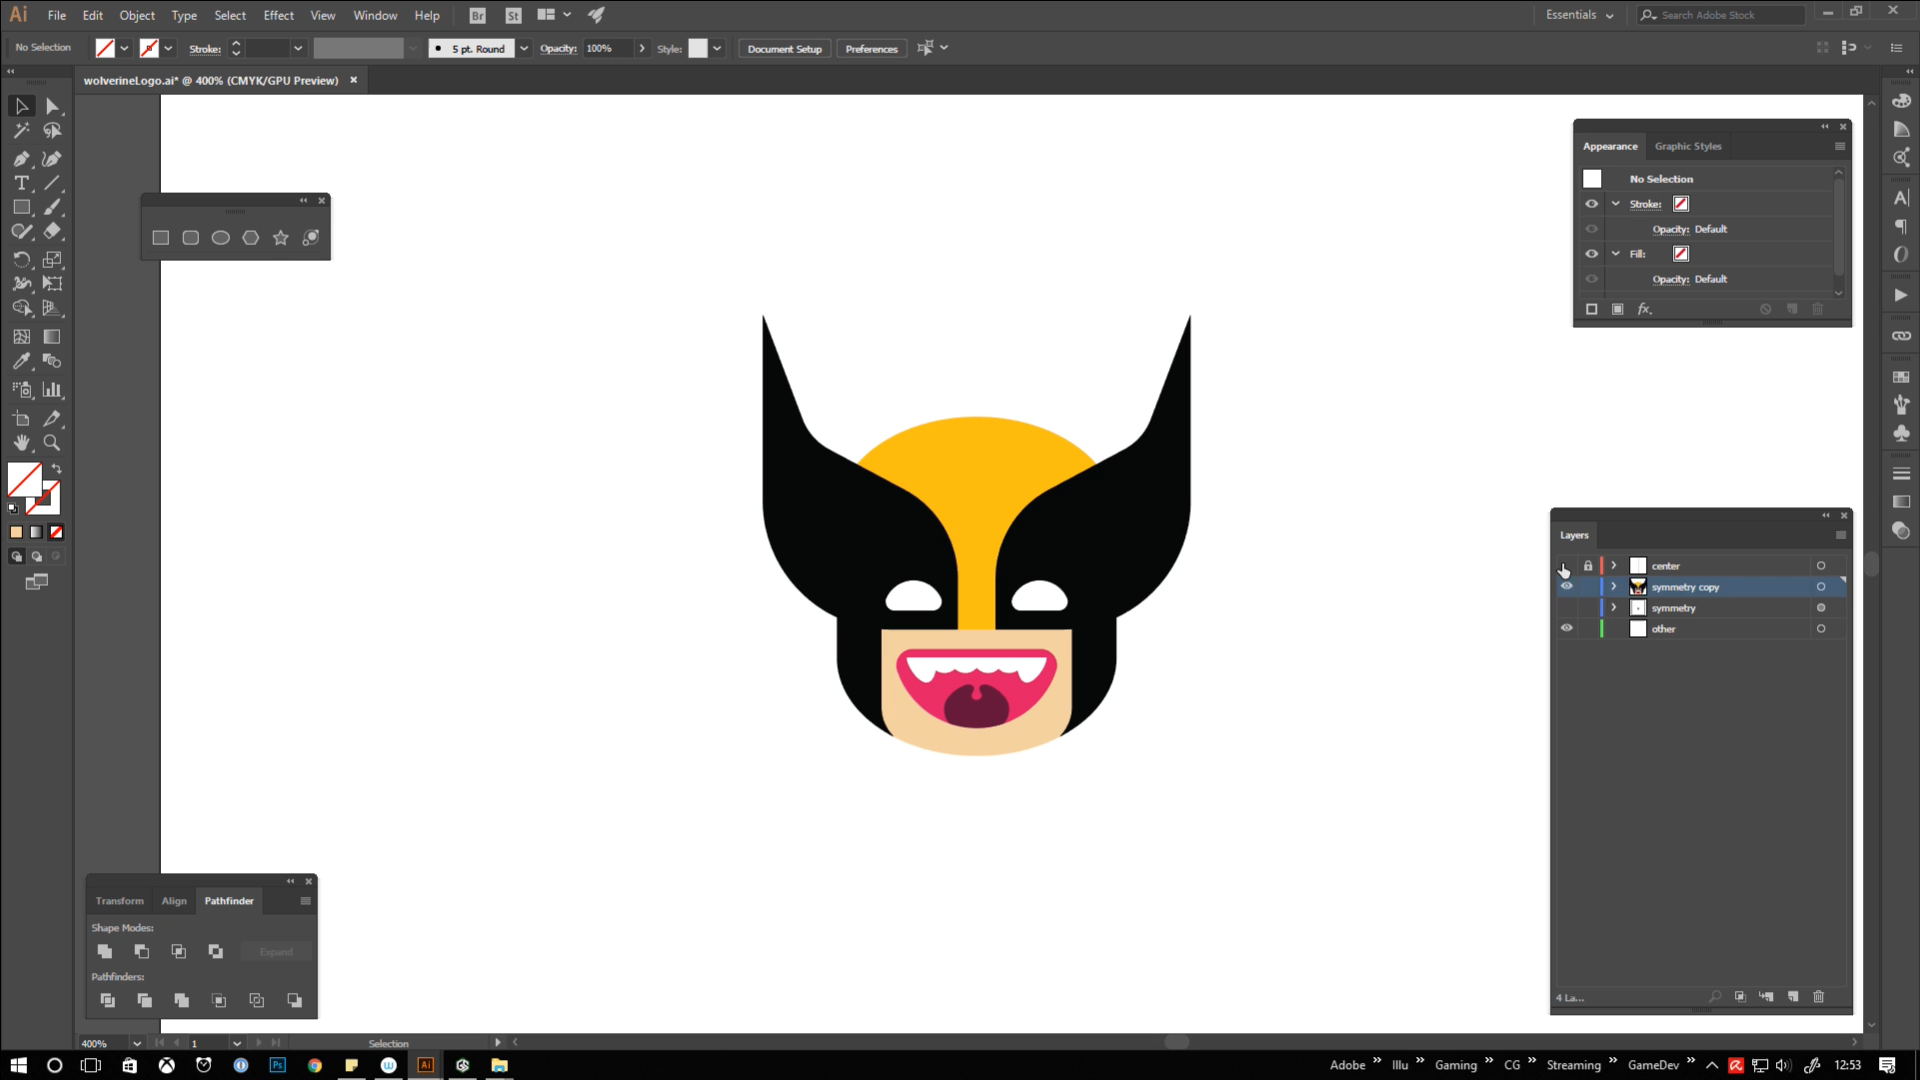 Ai File Edit Object Type Select Effect View Window Help Br St Essentials Search Adobe Stock
No Selection Stroke: 5 pt. Round Opacity: 100% Style: Document Setup Preferences
wolverineLogo.ai* @ 400% (CMYK/GPU Preview)
Appearance Graphic Styles
No Selection
Stroke:
Opacity: Default
Fill:
Opacity: Default
fx.
Layers
center
symmetry copy
symmetry
other
4 La...
Transform Align Pathfinder
Shape Modes:
Expand
Pathfinders:
400% 1 Selection
Ps Ai Adobe Illu Gaming CG Streaming GameDev 12:53